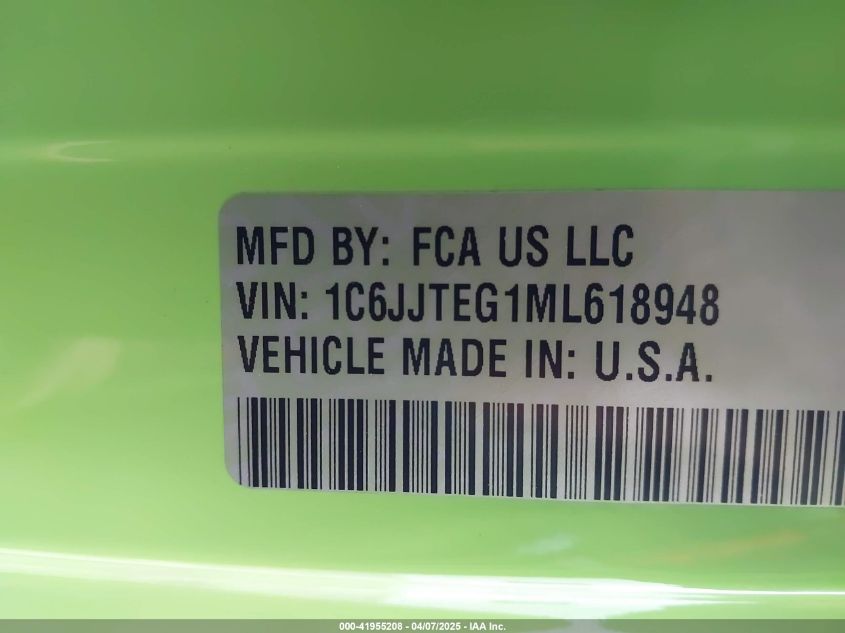 MFD BY: FCA US LLC
VIN: 1C6JJTEG1ML618948
VEHICLE MADE IN: U.S.A.
000-41955208 - 04/07/2025 - IAA Inc.